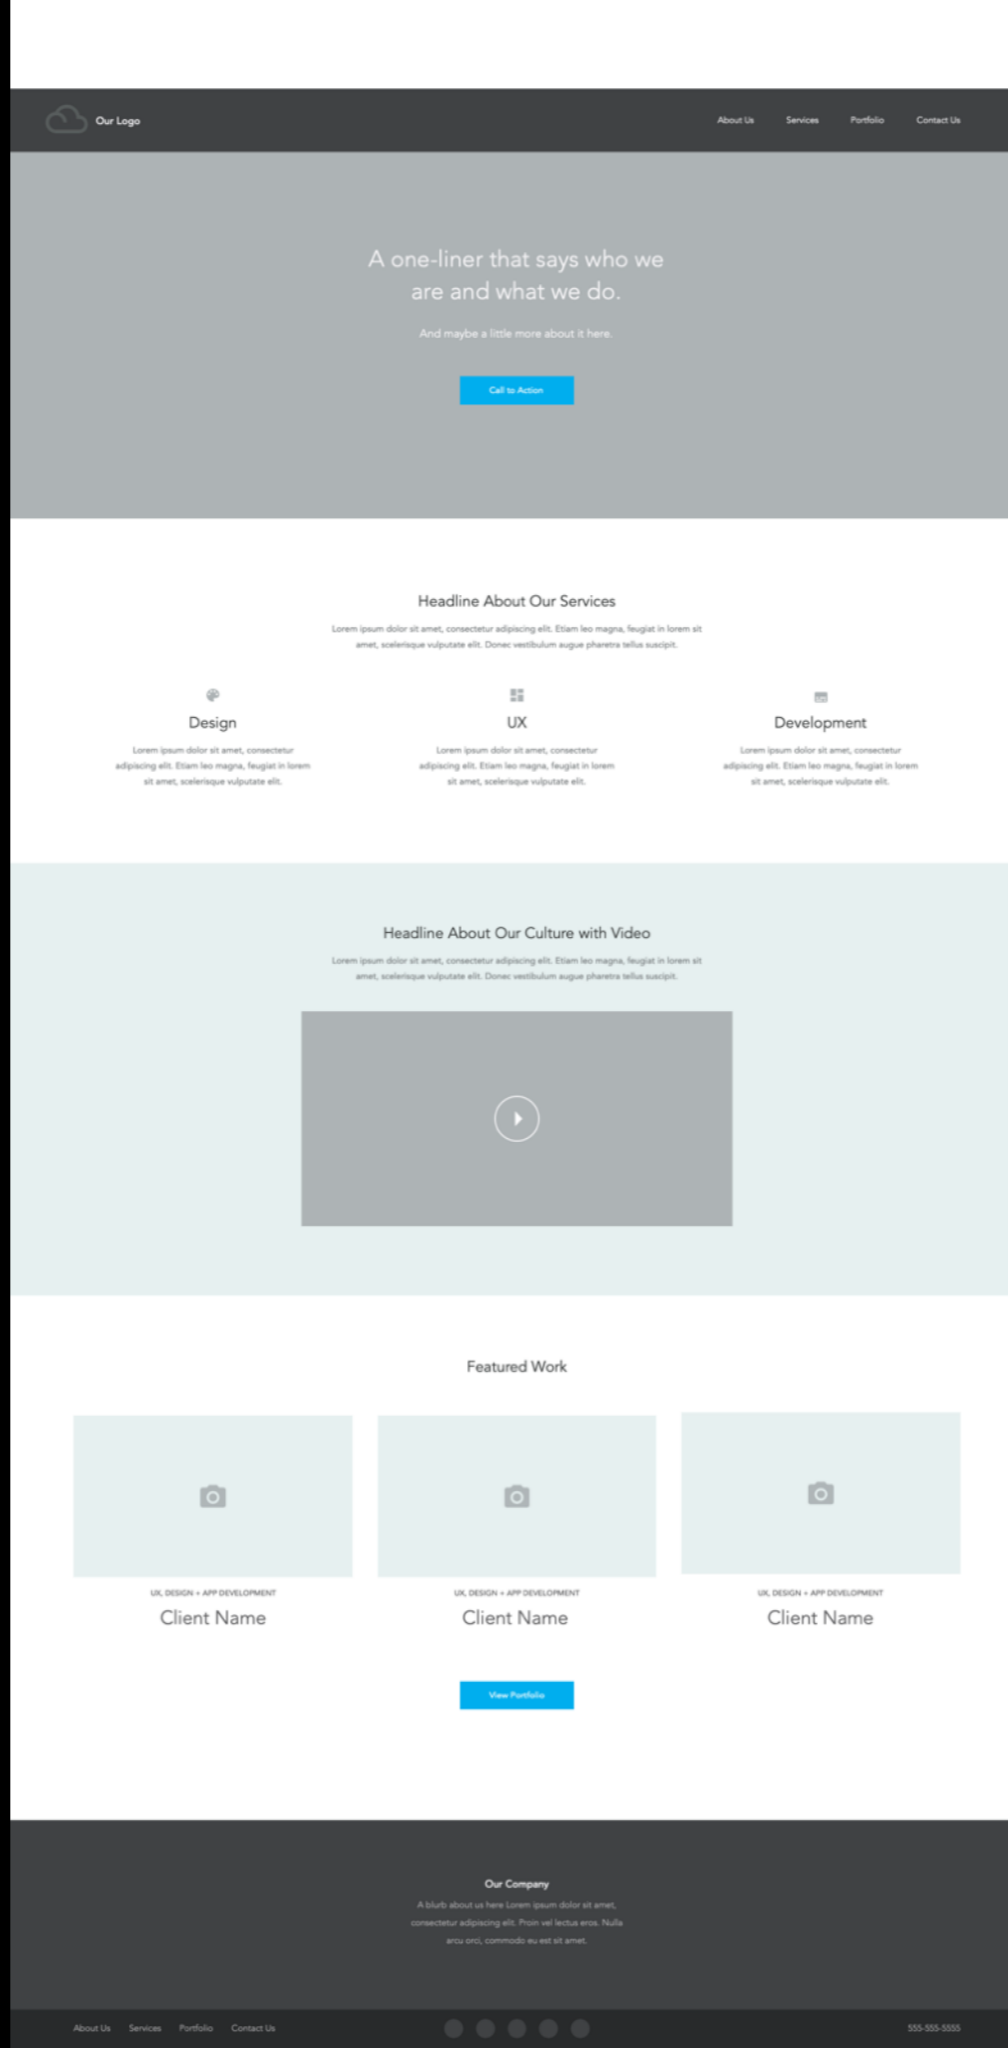 Our Logo
About Us Services Portfolio Contact Us
A one-liner that says who we
are and what we do.
And maybe a little more about it here.
Call to Action
Headline About Our Services
Lorem ipsum dolor sit amet, consectetur adipiscing elit. Etiam leo magna, feugiat in lorem sit
amet, scelerisque vulputate elit. Donec vestibulum augue pharetra tellus suscipit.
Design
Lorem ipsum dolor sit amet, consectetur
adipiscing elit. Etiam leo magna, feugiat in lorem
sit amet, scelerisque vulputate elit.
UX
Lorem ipsum dolor sit amet, consectetur
adipiscing elit. Etiam leo magna, feugiat in lorem
sit amet, scelerisque vulputate elit.
Development
Lorem ipsum dolor sit amet, consectetur
adipiscing elit. Etiam leo magna, feugiat in lorem
sit amet, scelerisque vulputate elit.
Headline About Our Culture with Video
Lorem ipsum dolor sit amet, consectetur adipiscing elit. Etiam leo magna, feugiat in lorem sit
amet, scelerisque vulputate elit. Donec vestibulum augue pharetra tellus suscipit.
Featured Work
UX, DESIGN + APP DEVELOPMENT
Client Name
UX, DESIGN + APP DEVELOPMENT
Client Name
UX, DESIGN + APP DEVELOPMENT
Client Name
View Portfolio
Our Company
A blurb about us here Lorem ipsum dolor sit amet,
consectetur adipiscing elit. Proin vel lectus eros. Nulla
arcu orci, commodo eu est sit amet.
About Us Services Portfolio Contact Us
555-555-5555